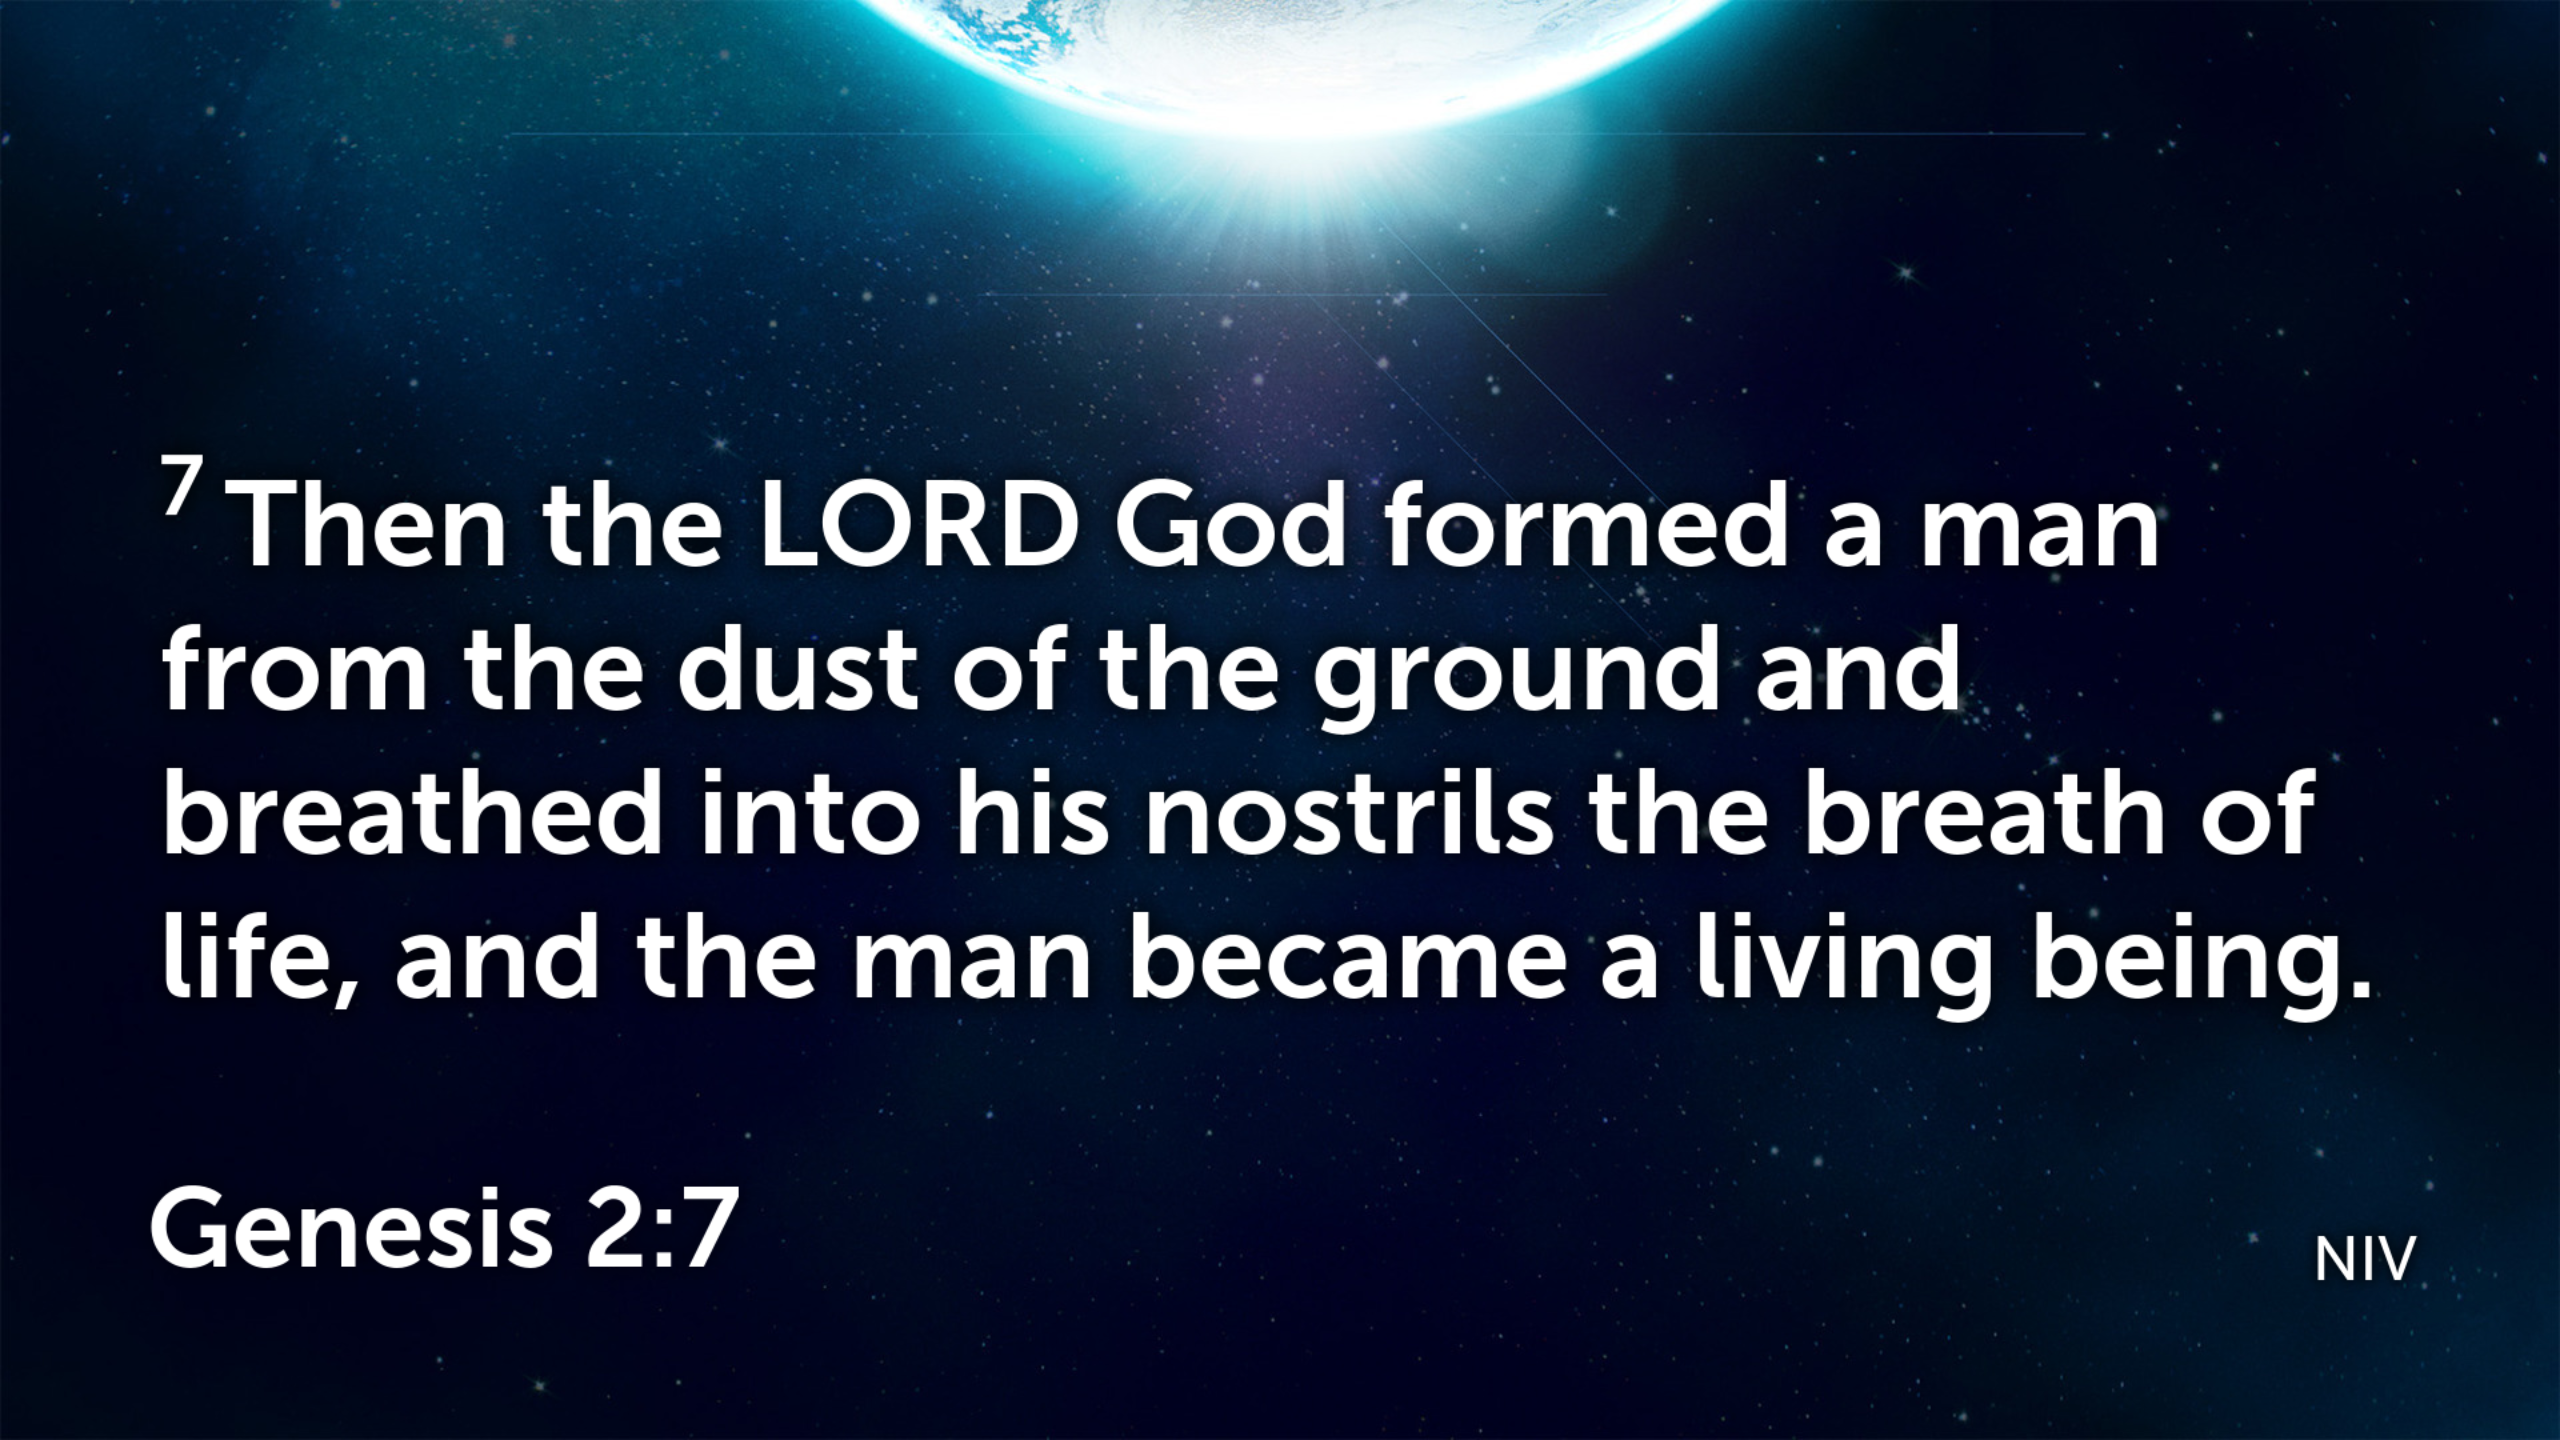 7 Then the LORD God formed a man
from the dust of the ground and
breathed into his nostrils the breath of
life, and the man became a living being.
Genesis 2:7
NIV